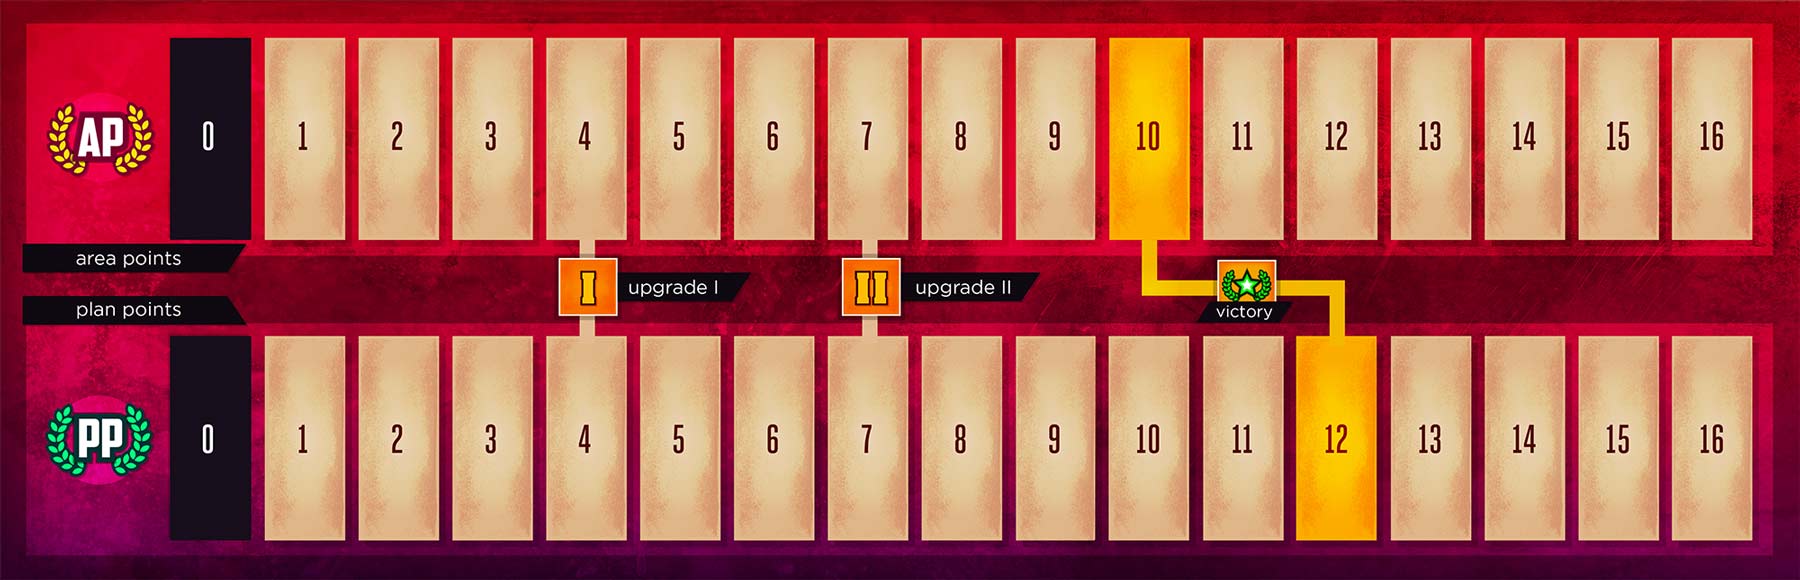 AP 0 1 2 3 4 5 6 7 8 9 10 11 12 13 14 15 16
area points
I upgrade I II upgrade II
plan points
victory
PP 0 1 2 3 4 5 6 7 8 9 10 11 12 13 14 15 16